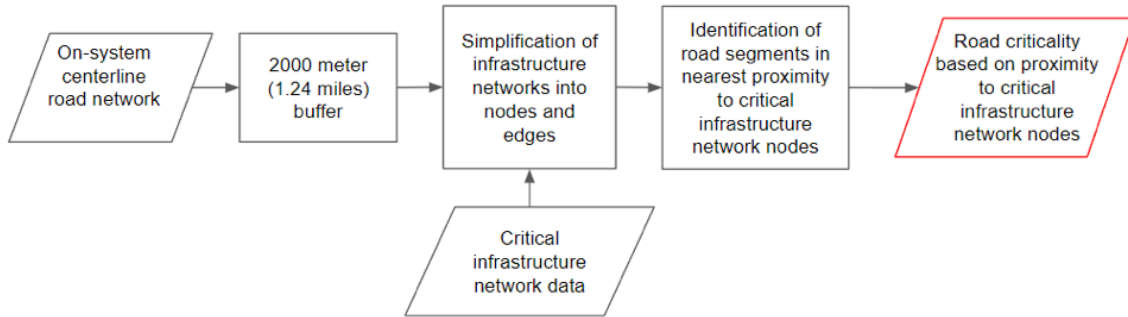 On-system
centerline
road network
2000 meter
(1.24 miles)
buffer
Simplification of
infrastructure
networks into
nodes and
edges
Identification of
road segments in
nearest proximity
to critical
infrastructure
network nodes
Road criticality
based on proximity
to critical
infrastructure
network nodes
Critical
infrastructure
network data